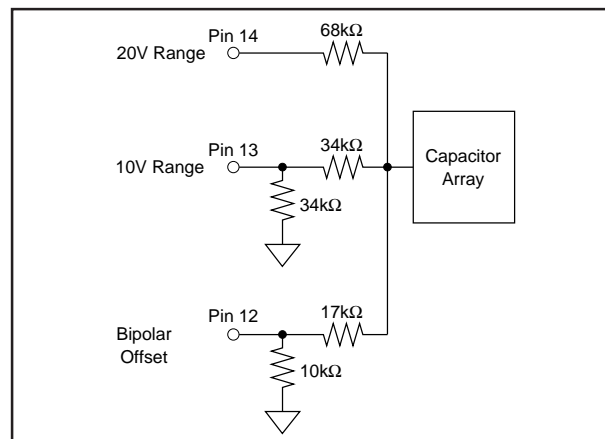 Pin 14
68kΩ
20V Range
Pin 13
34kΩ
10V Range
Capacitor
Array
34kΩ
Pin 12
17kΩ
Bipolar
Offset
10kΩ